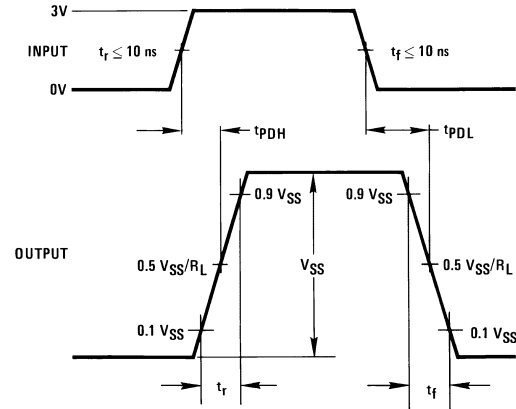 3V
INPUT
tr ≤ 10 ns
tf ≤ 10 ns
0V
tPDH
tPDL
0.9 VSS
0.9 VSS
OUTPUT
0.5 VSS/RL
VSS
0.5 VSS/RL
0.1 VSS
0.1 VSS
tr
tf